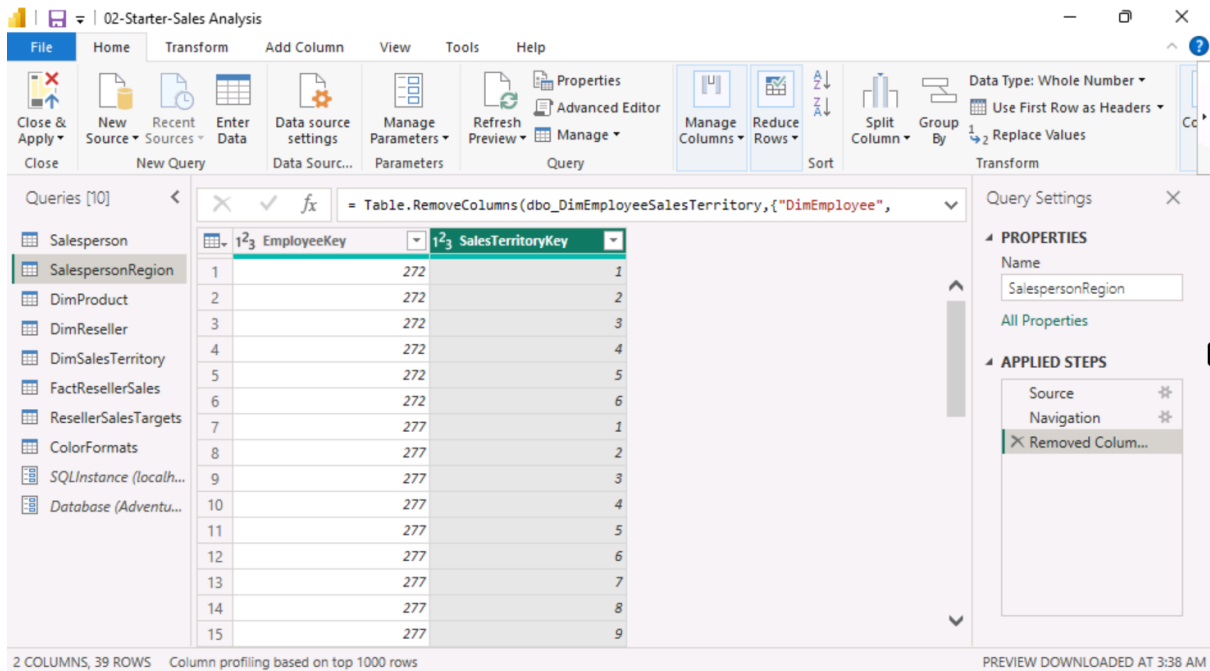 02-Starter-Sales Analysis
File Home Transform Add Column View Tools Help
Close & Apply
New Source
Recent Sources
Enter Data
Data source settings
Manage Parameters
Refresh Preview
Properties
Advanced Editor
Manage
Manage Columns
Reduce Rows
Split Column
Group By
Data Type: Whole Number
Use First Row as Headers
Replace Values
Close New Query Data Sourc... Parameters Query Sort Transform
Queries [10]
= Table.RemoveColumns(dbo_DimEmployeeSalesTerritory,{"DimEmployee",
Query Settings
Salesperson
SalespersonRegion
DimProduct
DimReseller
DimSalesTerritory
FactResellerSales
ResellerSalesTargets
ColorFormats
SQLInstance (localh...
Database (Adventu...
EmployeeKey SalesTerritoryKey
1 272 1
2 272 2
3 272 3
4 272 4
5 272 5
6 272 6
7 277 1
8 277 2
9 277 3
10 277 4
11 277 5
12 277 6
13 277 7
14 277 8
15 277 9
PROPERTIES
Name
SalespersonRegion
All Properties
APPLIED STEPS
Source
Navigation
Removed Colum...
2 COLUMNS, 39 ROWS Column profiling based on top 1000 rows
PREVIEW DOWNLOADED AT 3:38 AM